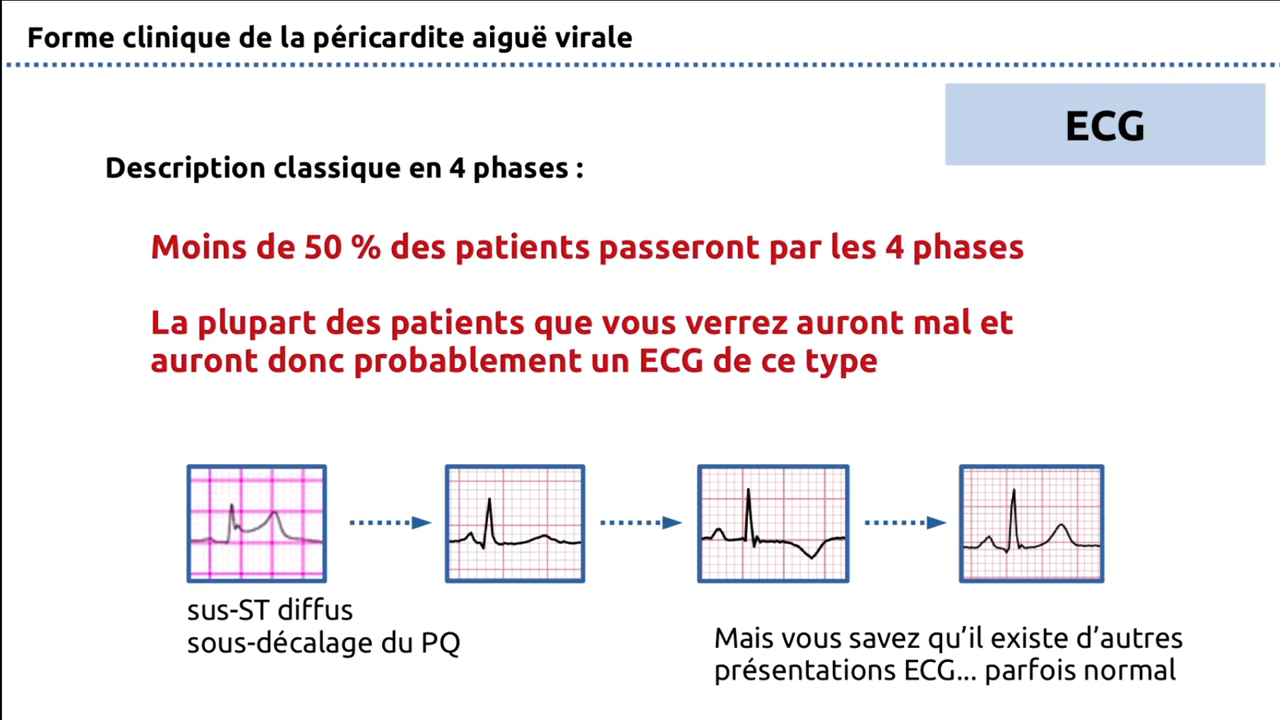 Forme clinique de la péricardite aiguë virale
ECG
Description classique en 4 phases :
Moins de 50 % des patients passeront par les 4 phases
La plupart des patients que vous verrez auront mal et
auront donc probablement un ECG de ce type
sus-ST diffus
sous-décalage du PQ
Mais vous savez qu’il existe d’autres
présentations ECG... parfois normal